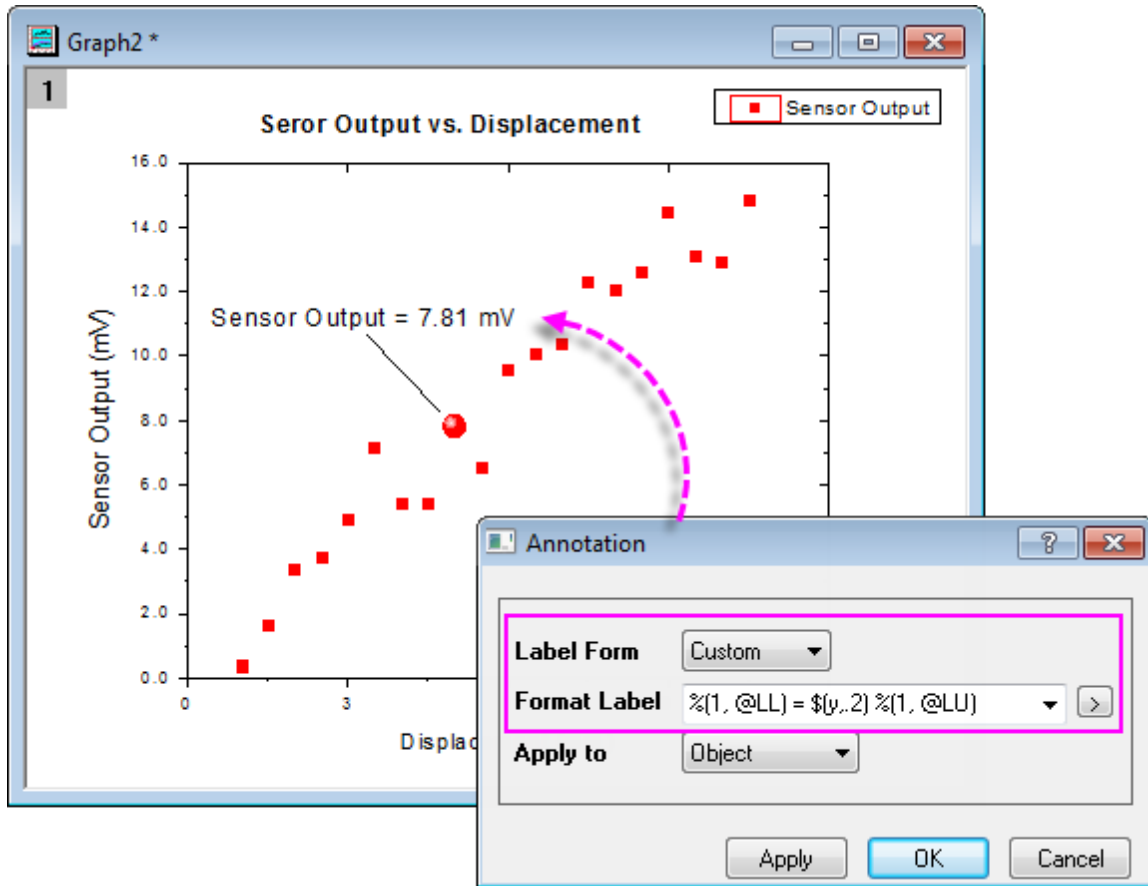 Graph2 *
1
Sensor Output
Seror Output vs. Displacement
16.0
14.0
12.0
10.0
8.0
6.0
4.0
2.0
0.0
Sensor Output (mV)
Sensor Output = 7.81 mV
0
3
Displac
Annotation
?
Label Form
Custom
Format Label
%(1, @LL) = $(y,.2) %(1, @LU)
>
Apply to
Object
Apply
OK
Cancel